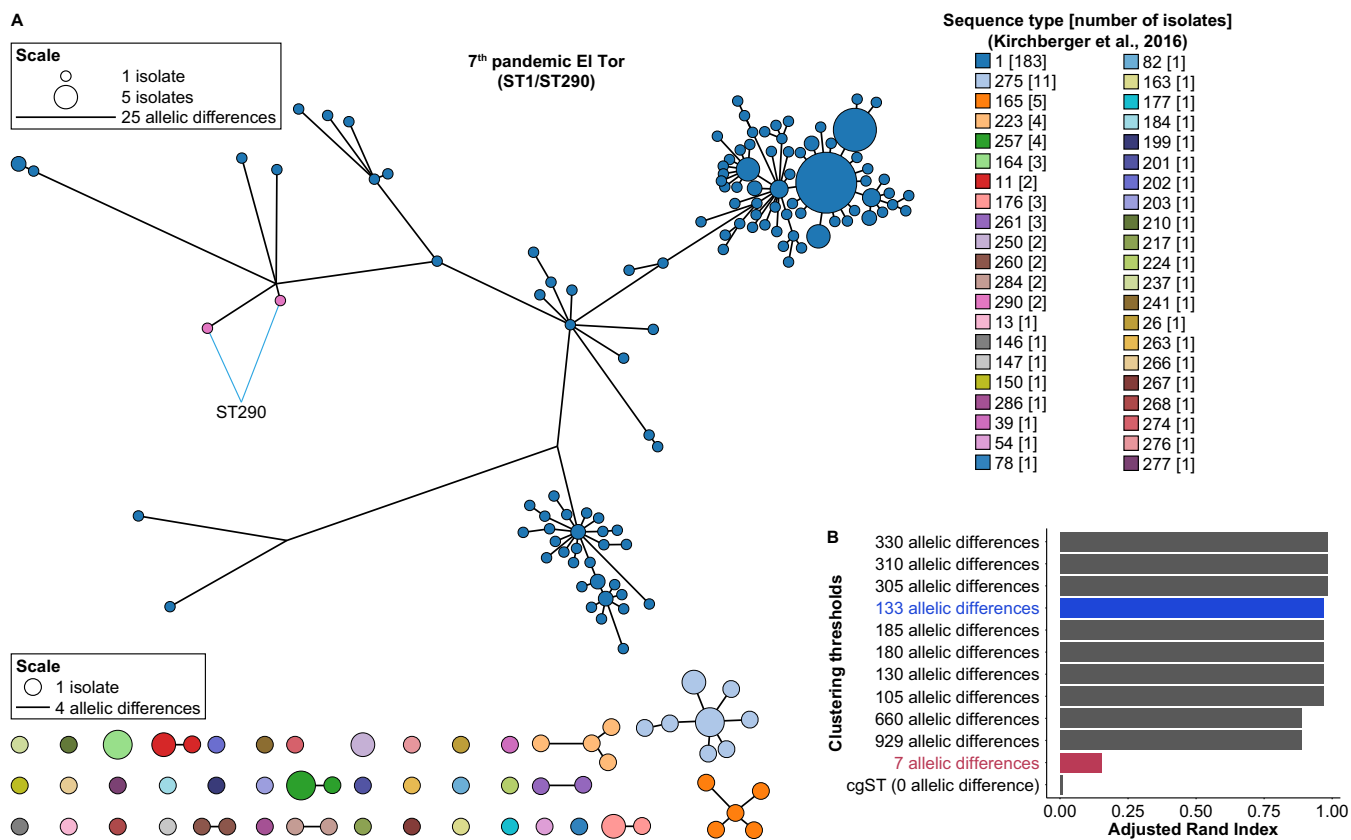 A
Scale
1 isolate
5 isolates
25 allelic differences
7th pandemic El Tor
(ST1/ST290)
ST290
Sequence type [number of isolates]
(Kirchberger et al., 2016)
1 [183]
275 [11]
165 [5]
223 [4]
257 [4]
164 [3]
11 [2]
176 [3]
261 [3]
250 [2]
260 [2]
284 [2]
290 [2]
13 [1]
146 [1]
147 [1]
150 [1]
286 [1]
39 [1]
54 [1]
78 [1]
82 [1]
163 [1]
177 [1]
184 [1]
199 [1]
201 [1]
202 [1]
203 [1]
210 [1]
217 [1]
224 [1]
237 [1]
241 [1]
26 [1]
263 [1]
266 [1]
267 [1]
268 [1]
274 [1]
276 [1]
277 [1]
Scale
1 isolate
4 allelic differences
B
Clustering thresholds
330 allelic differences
310 allelic differences
305 allelic differences
133 allelic differences
185 allelic differences
180 allelic differences
130 allelic differences
105 allelic differences
660 allelic differences
929 allelic differences
7 allelic differences
cgST (0 allelic difference)
0.00 0.25 0.50 0.75 1.00
Adjusted Rand Index